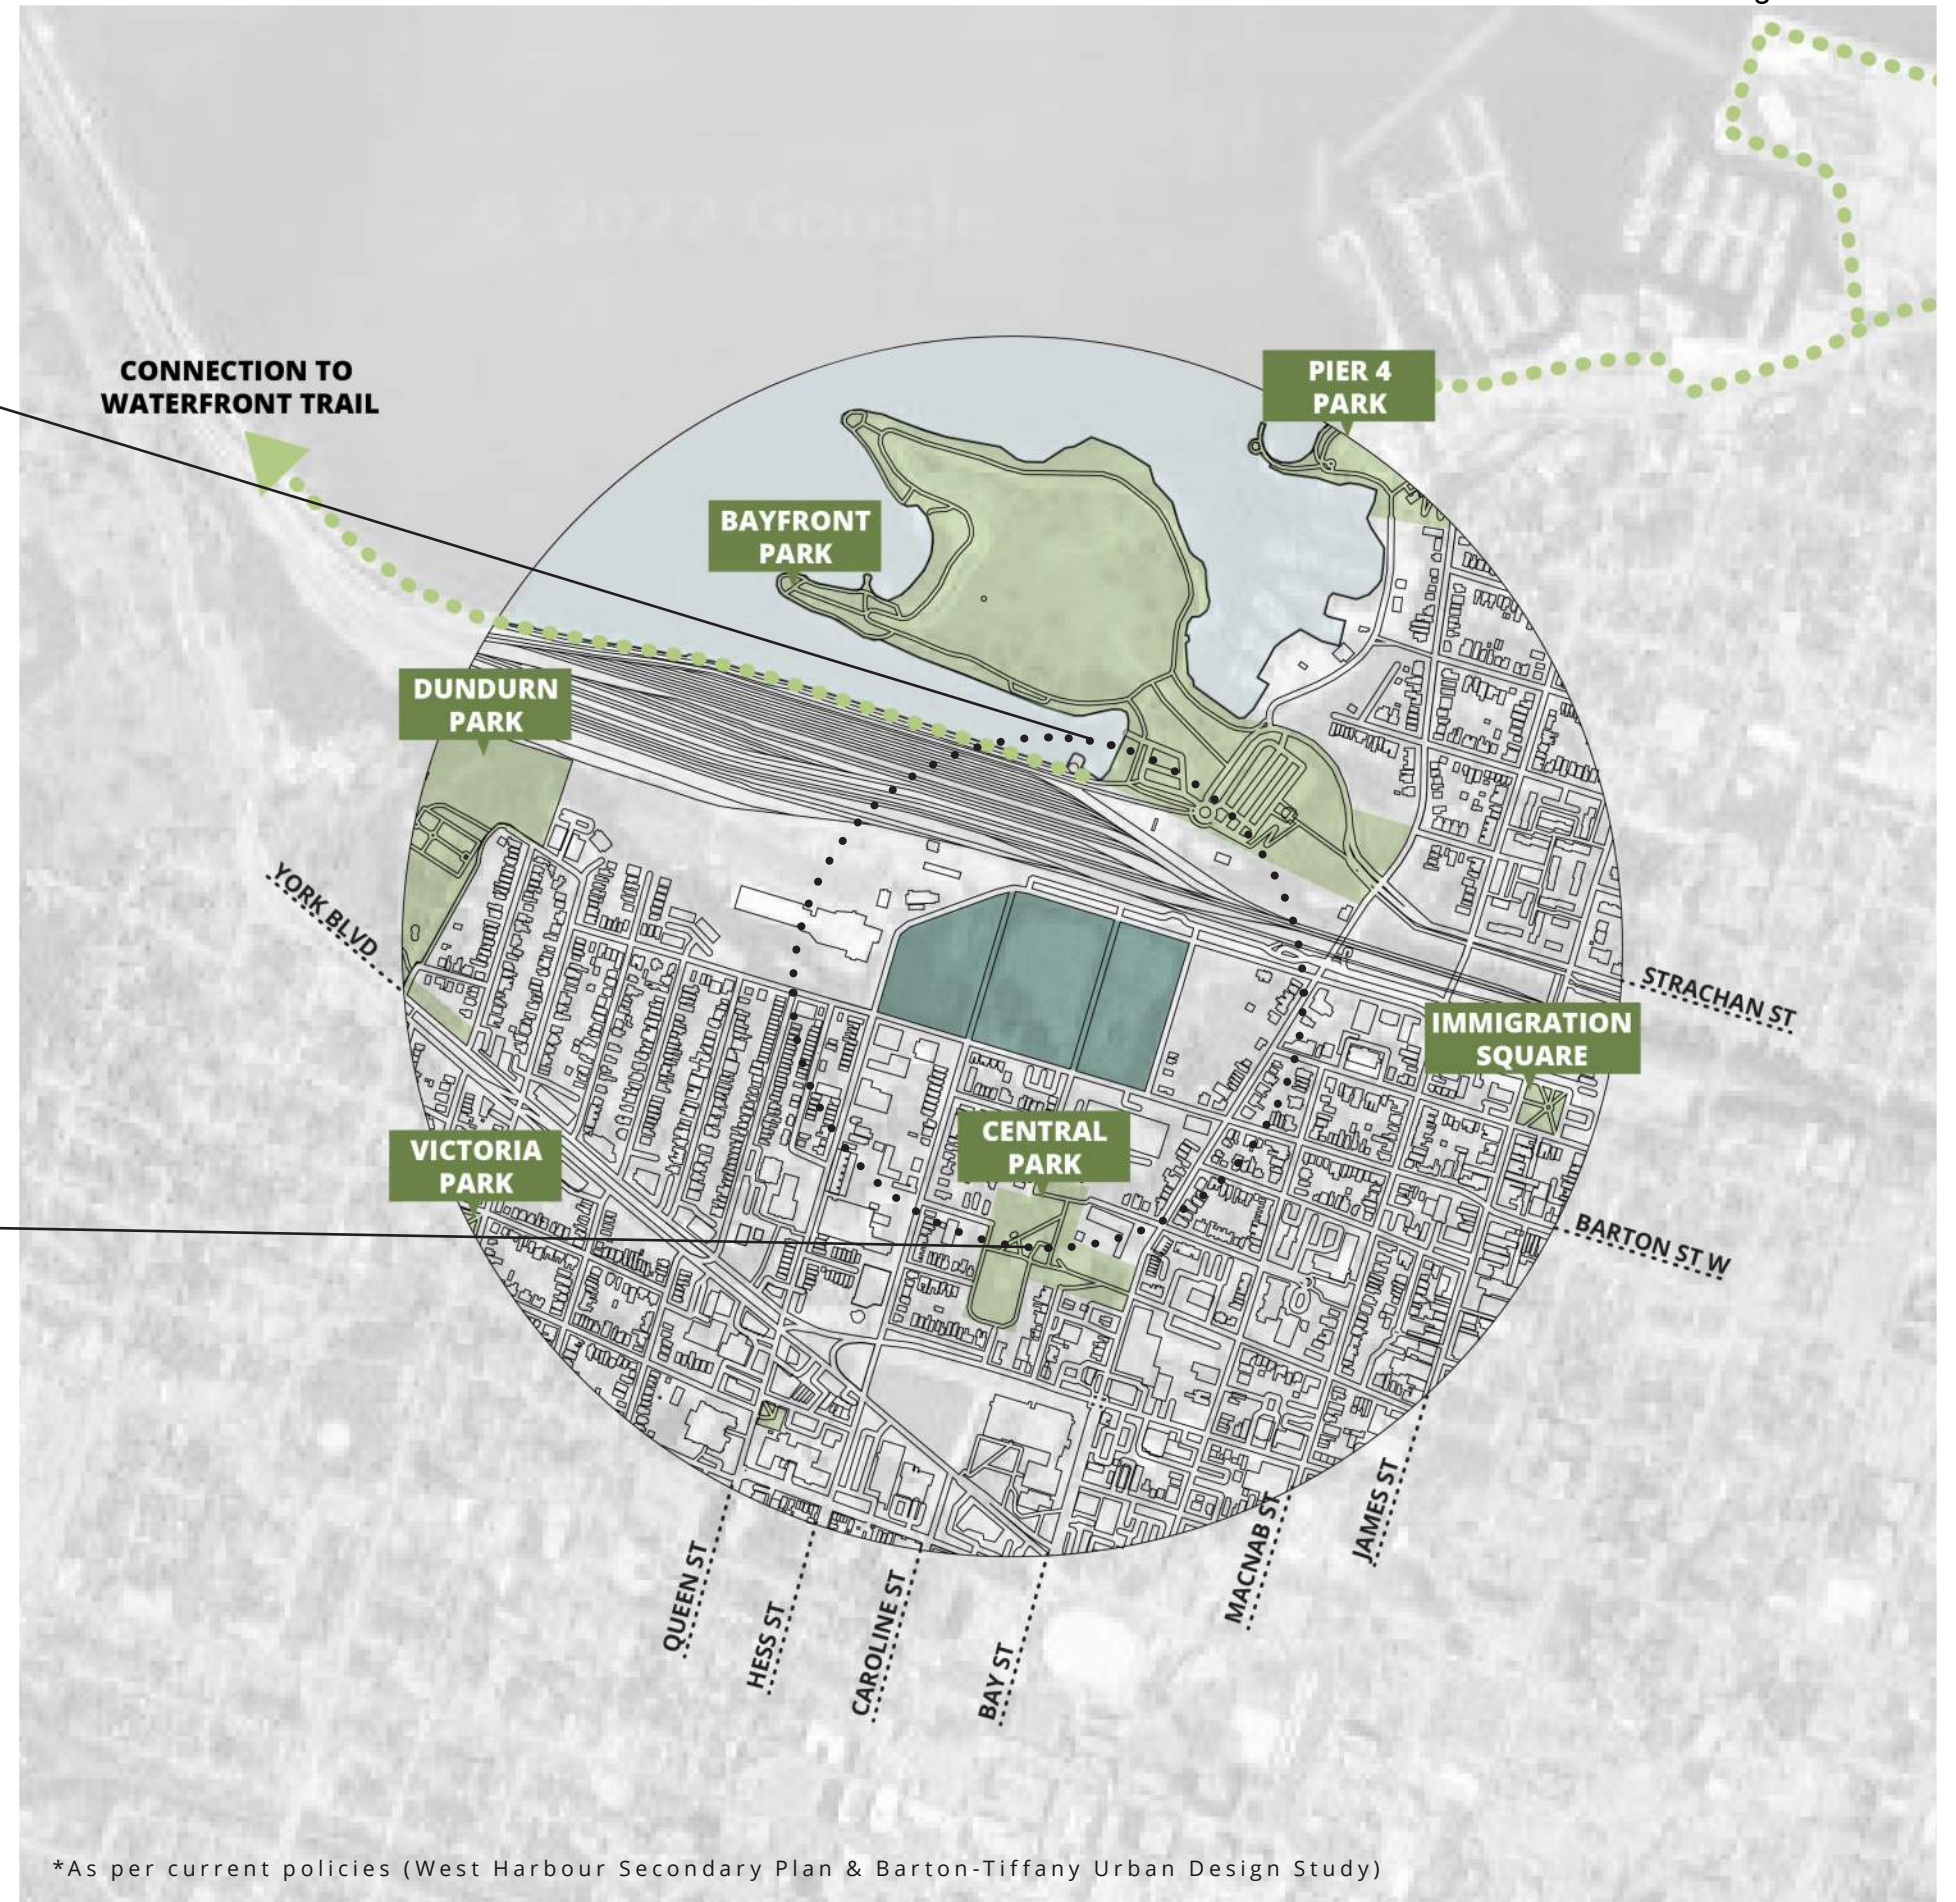 © 2022 Google
CONNECTION TO
WATERFRONT TRAIL
PIER 4
PARK
BAYFRONT
PARK
DUNDURN
PARK
YORK BLVD
STRACHAN ST
IMMIGRATION
SQUARE
CENTRAL
PARK
VICTORIA
PARK
BARTON ST W
QUEEN ST
HESS ST
CAROLINE ST
BAY ST
MACNAB ST
JAMES ST
*As per current policies (West Harbour Secondary Plan & Barton-Tiffany Urban Design Study)